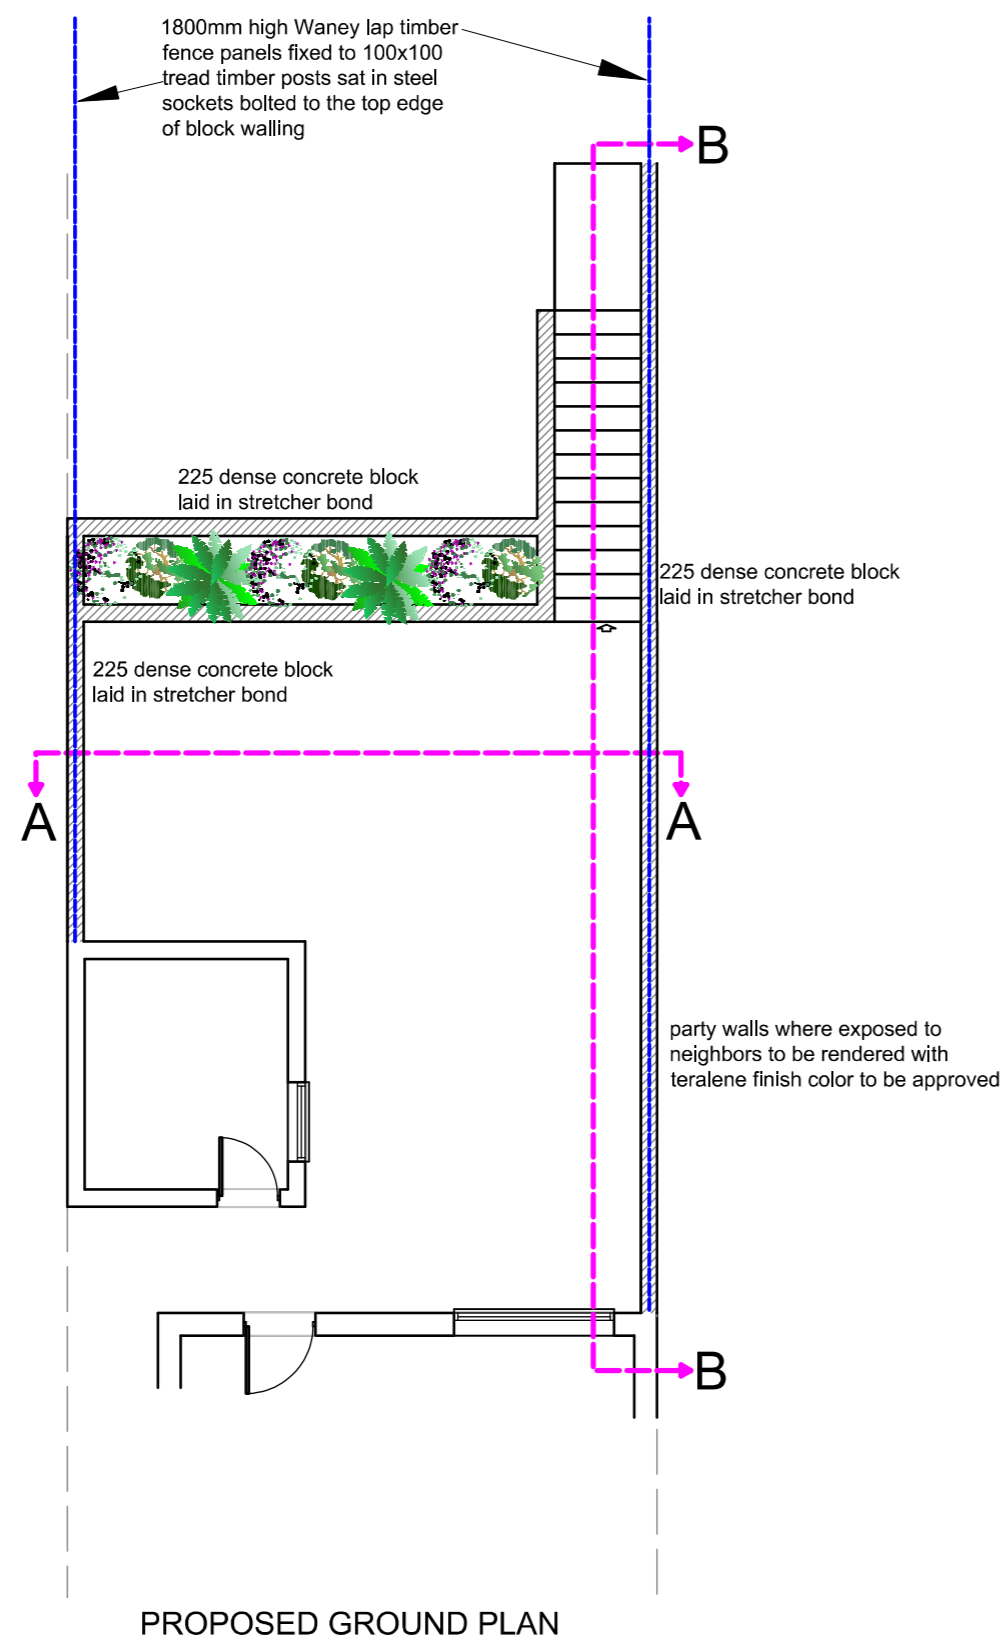 1800mm high Waney lap timber
fence panels fixed to 100x100
tread timber posts sat in steel
sockets bolted to the top edge
of block walling
B
225 dense concrete block
laid in stretcher bond
225 dense concrete block
laid in stretcher bond
225 dense concrete block
laid in stretcher bond
A
A
party walls where exposed to
neighbors to be rendered with
teralene finish color to be approved
B
PROPOSED GROUND PLAN